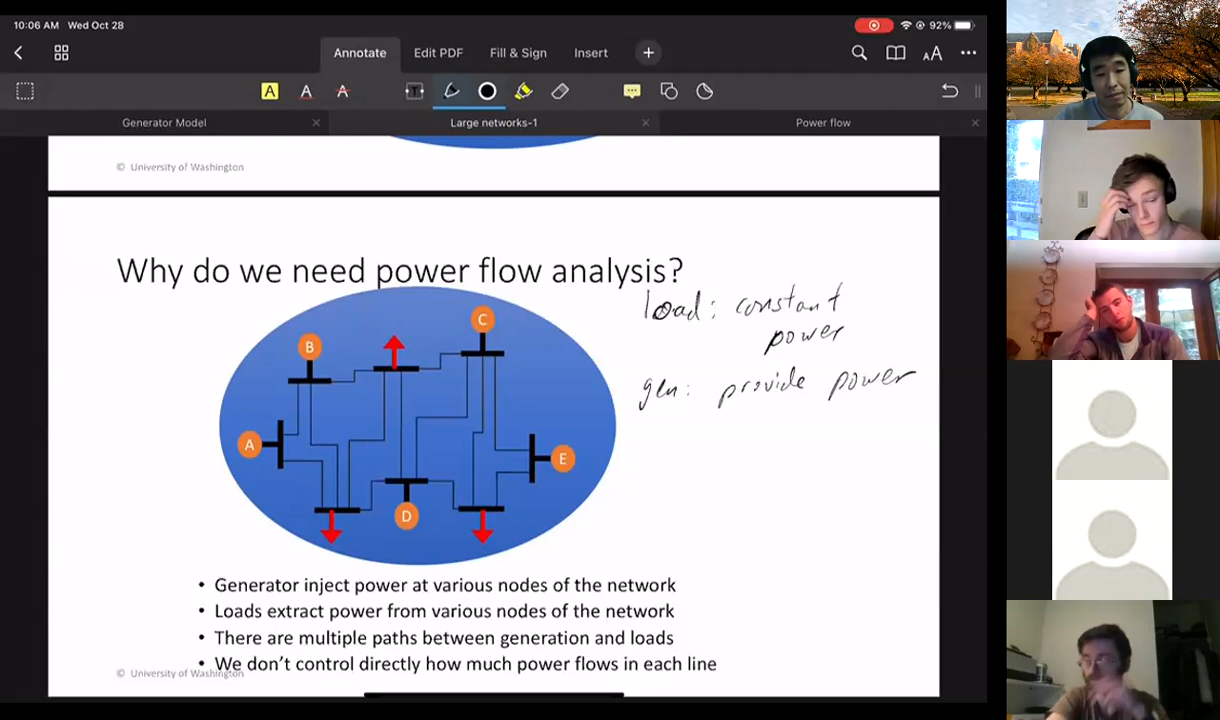 10:06 AM Wed Oct 28
92%
Annotate
Edit PDF
Fill & Sign
Insert
AA
A
A
A
T
Generator Model
Large networks-1
Power flow
© University of Washington
Why do we need power flow analysis?
load: constant
power
gen: provide power
C
B
A
E
D
• Generator inject power at various nodes of the network
• Loads extract power from various nodes of the network
• There are multiple paths between generation and loads
• We don't control directly how much power flows in each line
© University of Washington